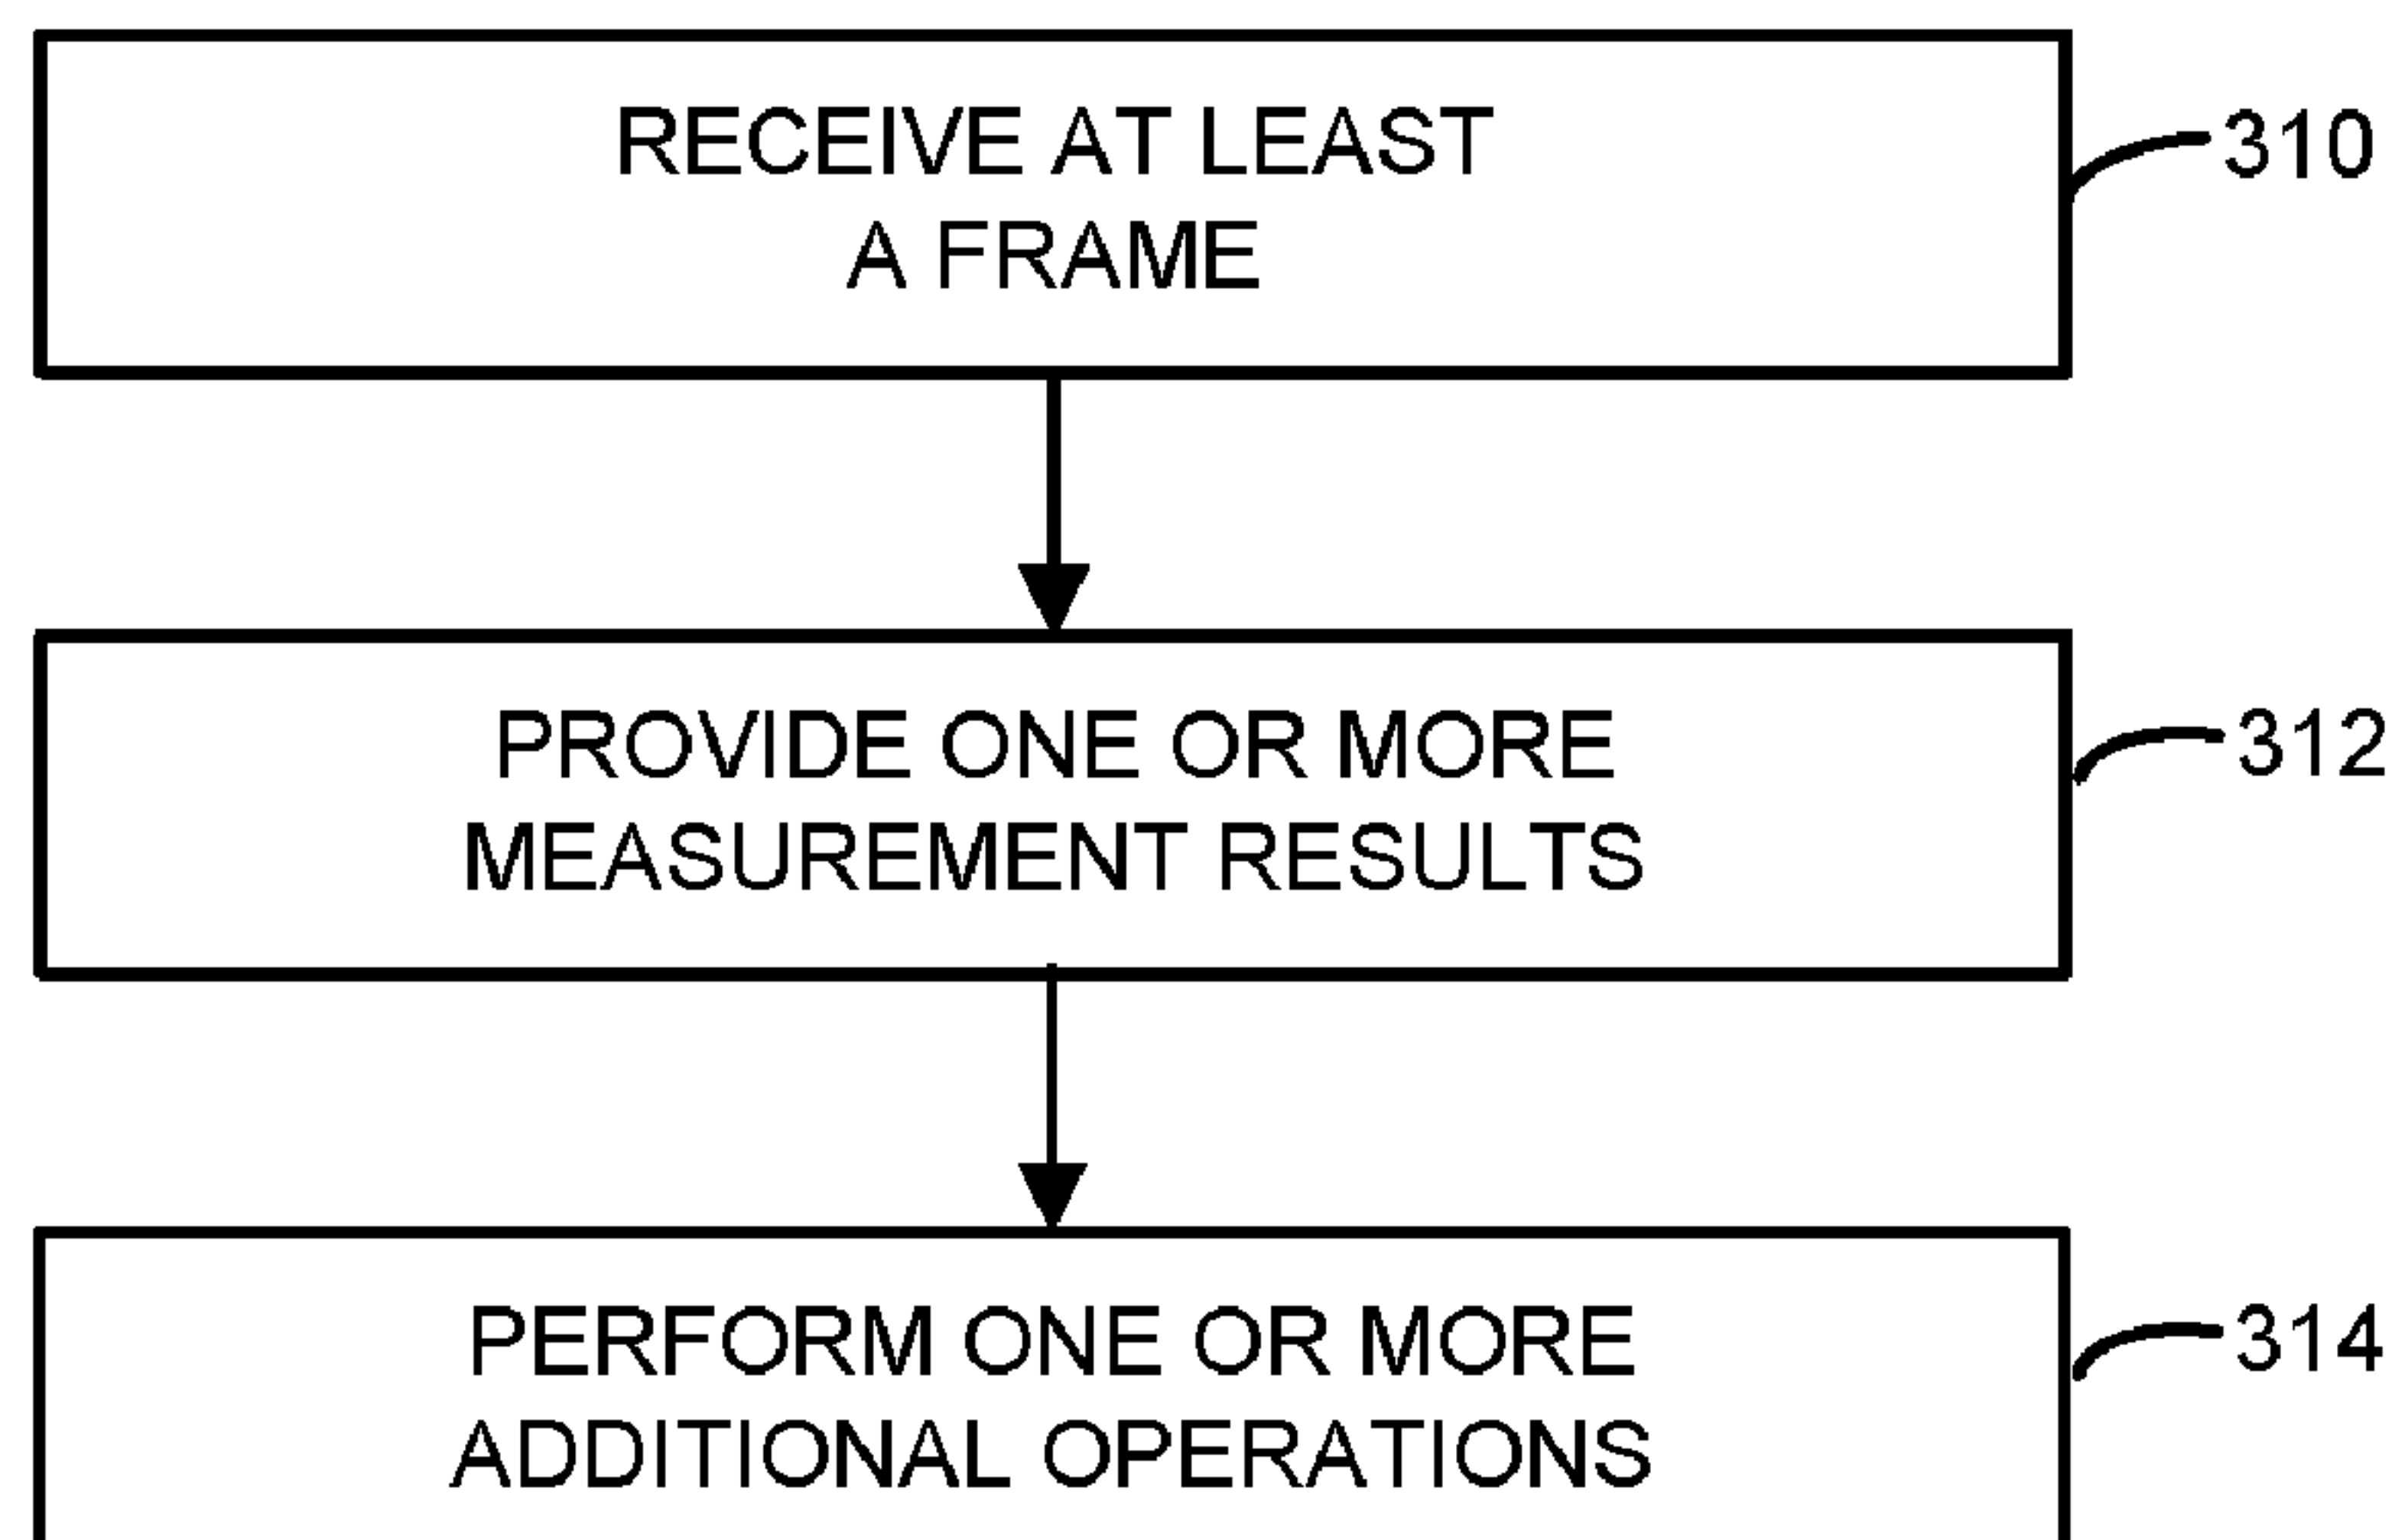 RECEIVE AT LEAST
A FRAME
310
PROVIDE ONE OR MORE
MEASUREMENT RESULTS
312
PERFORM ONE OR MORE
ADDITIONAL OPERATIONS
314